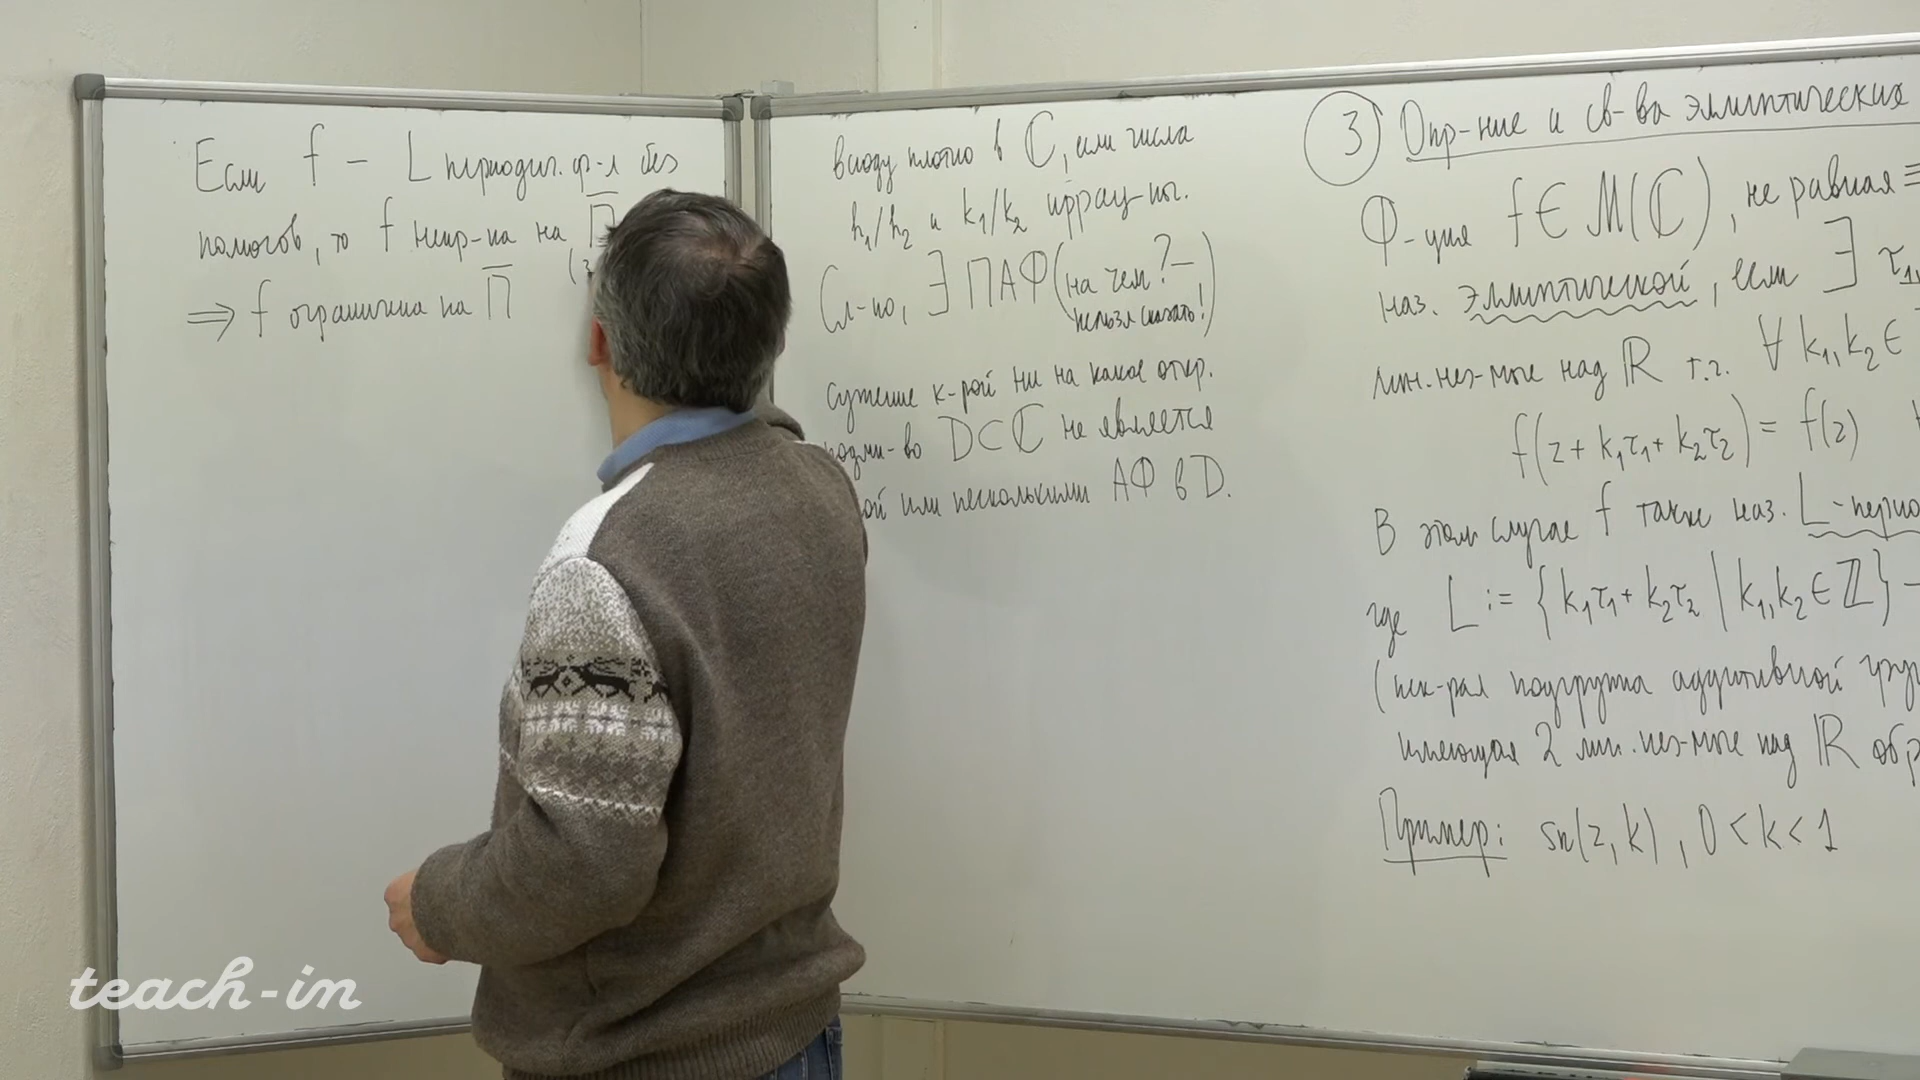 Если f – L периодич. ф-я без
полюсов, то f непр-на на П̅
⟹ f ограничена на П̅
всюду плотно в ℂ, если числа
h₁/h₂ и k₁/k₂ иррац-ны.
Сл-но, ∃ ПАФ (на чем? –
нельзя сказать!)
сужение к-рой ни на какое откр.
подмн-во D⊂ℂ не является
ой или несколькими АФ в D.
3 Опр-ние и св-ва эллиптических
Ф-ция f ∈ M(ℂ), не равная ≡
наз. эллиптической, если ∃ τ₁,
лин. нез-мые над ℝ т.ч. ∀ k₁, k₂ ∈
f(z + k₁τ₁ + k₂τ₂) = f(z)
В этом случае f также наз. L-перио
где L := {k₁τ₁ + k₂τ₂ | k₁, k₂ ∈ ℤ} –
(нек-рая подгруппа аддитивной гру
имеющая 2 лин. нез-мые над ℝ обр
Пример: sn(z, k), 0 < k < 1
teach-in